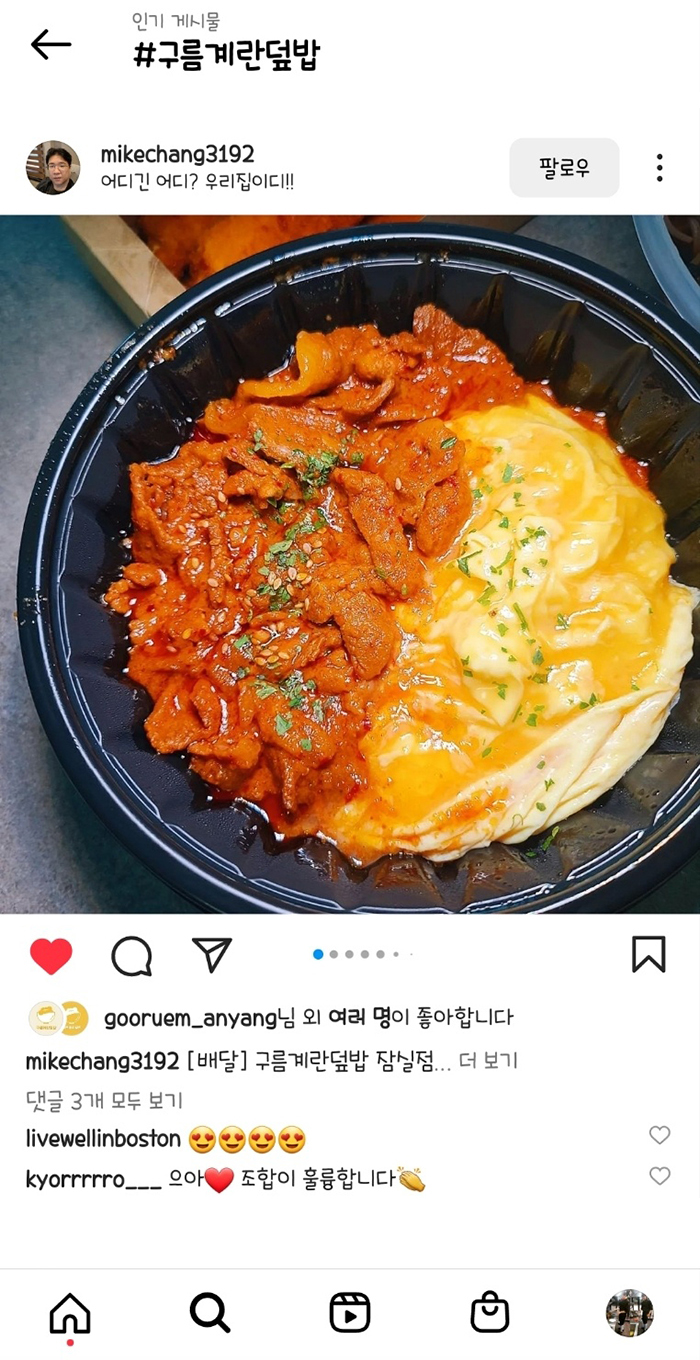 인기 게시물
#구름계란덮밥
mikechang3192
어디긴 어디? 우리집이디!!
팔로우
gooruem_anyang님 외 여러 명이 좋아합니다
mikechang3192 [배달] 구름계란덮밥 잠실점... 더 보기
댓글 3개 모두 보기
livewellinboston 😍😍😍😍
kyorrrrro___ 으아❤️ 조합이 훌륭합니다👏